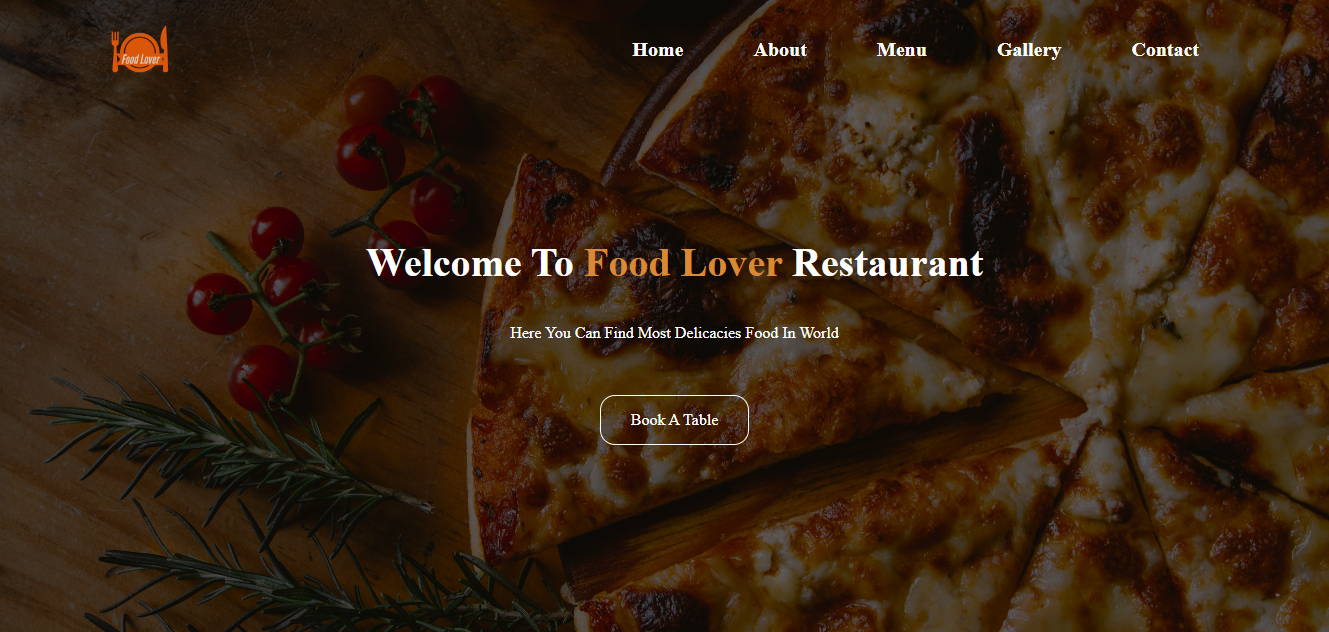 Food Lover
Home About Menu Gallery Contact
Welcome To Food Lover Restaurant
Here You Can Find Most Delicacies Food In World
Book A Table